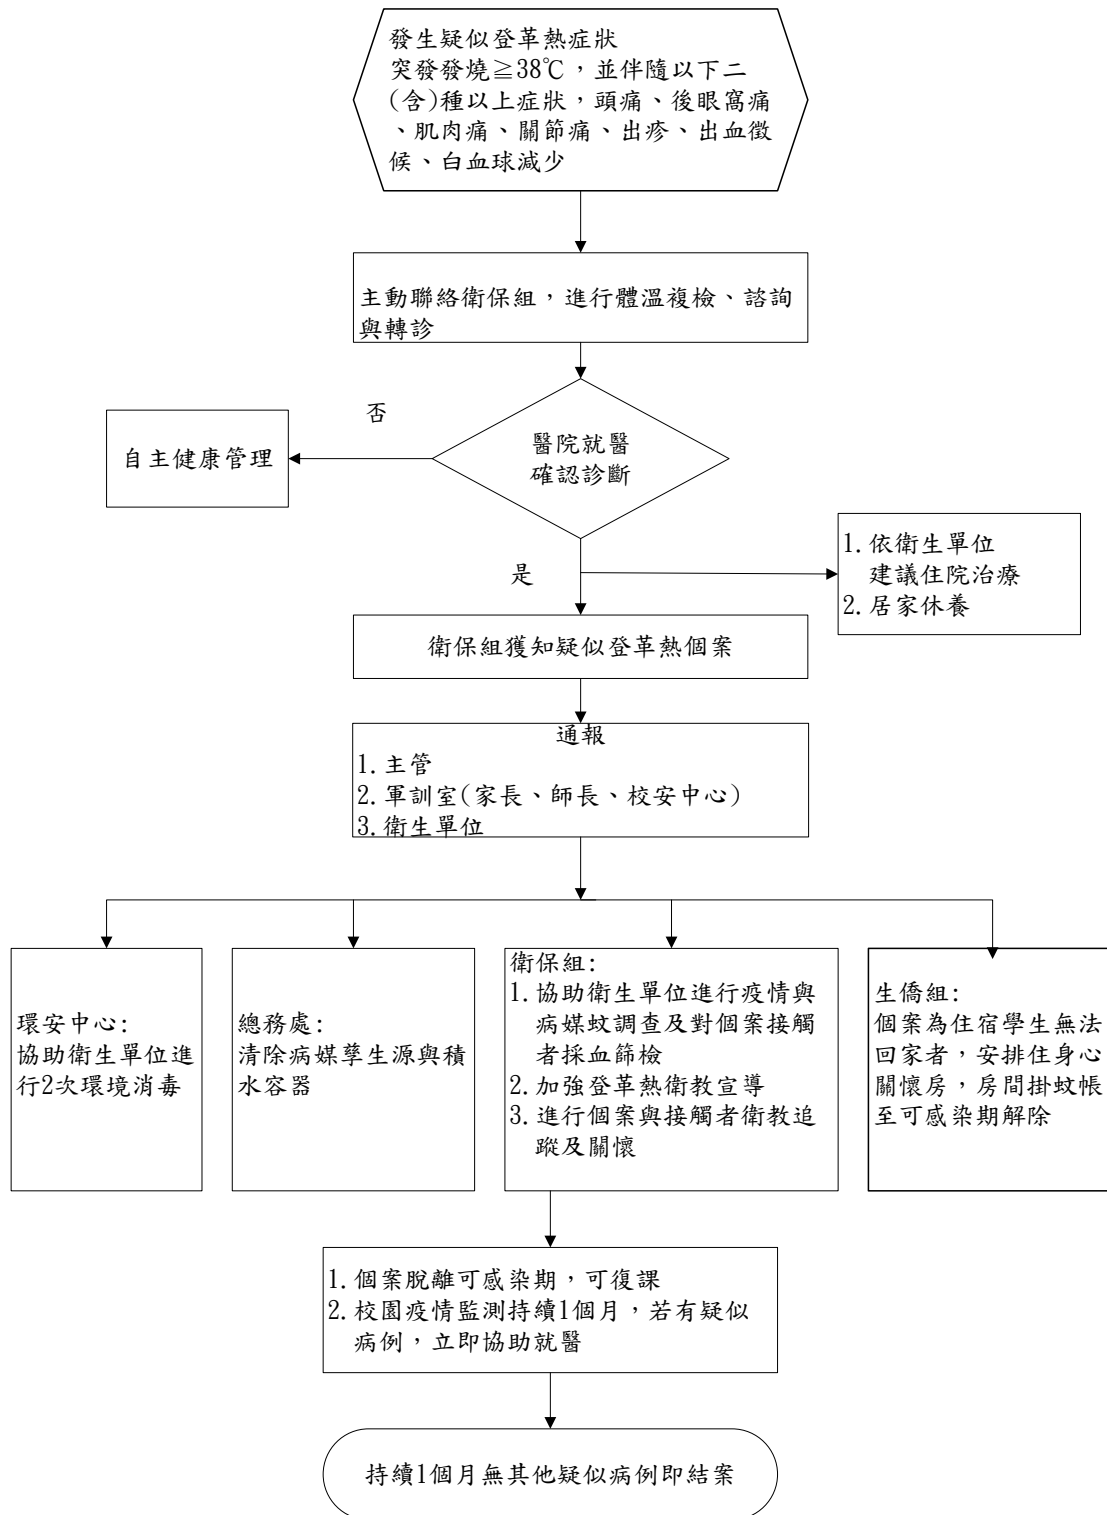 發生疑似登革熱症狀
突發發燒≧38℃，並伴隨以下二
(含)種以上症狀，頭痛、後眼窩痛
、肌肉痛、關節痛、出疹、出血徵
候、白血球減少
主動聯絡衛保組，進行體溫複檢、諮詢
與轉診
否
醫院就醫
確認診斷
自主健康管理
是
1.依衛生單位
建議住院治療
2.居家休養
衛保組獲知疑似登革熱個案
通報
1.主管
2.軍訓室(家長、師長、校安中心)
3.衛生單位
環安中心:
協助衛生單位進
行2次環境消毒
總務處:
清除病媒孳生源與積
水容器
衛保組:
1.協助衛生單位進行疫情與
病媒蚊調查及對個案接觸
者採血篩檢
2.加強登革熱衛教宣導
3.進行個案與接觸者衛教追
蹤及關懷
生僑組:
個案為住宿學生無法
回家者，安排住身心
關懷房，房間掛蚊帳
至可感染期解除
1.個案脫離可感染期，可復課
2.校園疫情監測持續1個月，若有疑似
病例，立即協助就醫
持續1個月無其他疑似病例即結案